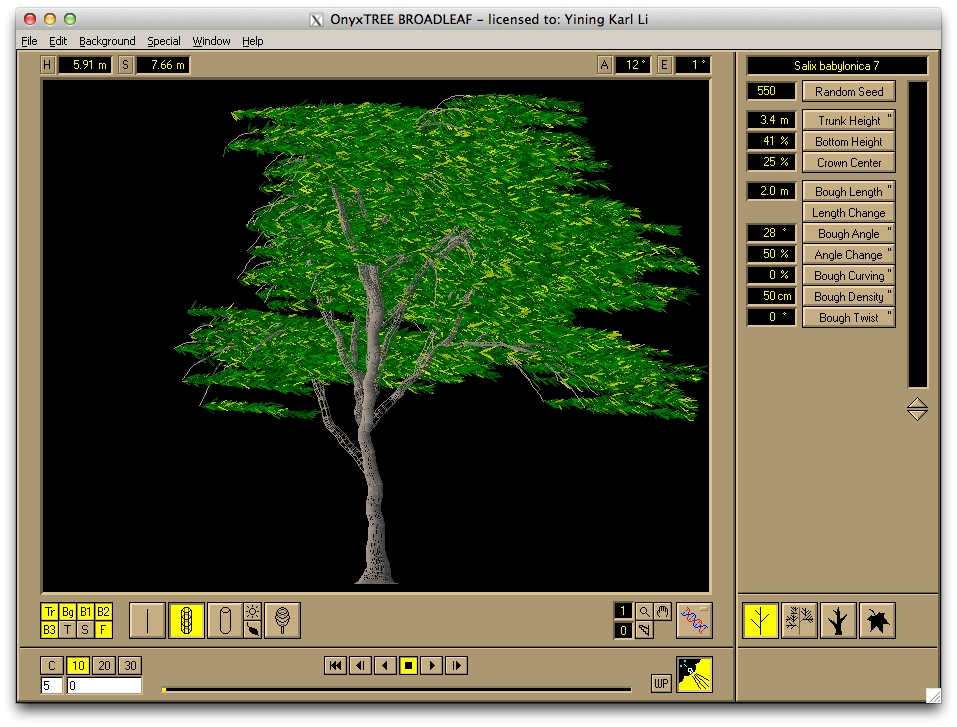 OnyxTREE BROADLEAF – licensed to: Yining Karl Li
File Edit Background Special Window Help
H 5.91 m S 7.66 m A 12 ° E 1 °
Salix babylonica 7
550 Random Seed
3.4 m Trunk Height "
41 % Bottom Height
25 % Crown Center
2.0 m Bough Length "
Length Change
28 ° Bough Angle "
50 % Angle Change "
0 % Bough Curving "
50 cm Bough Density "
0 ° Bough Twist "
Tr Bg B1 B2
B3 T S F
1
0
C 10 20 30
5 0
WP